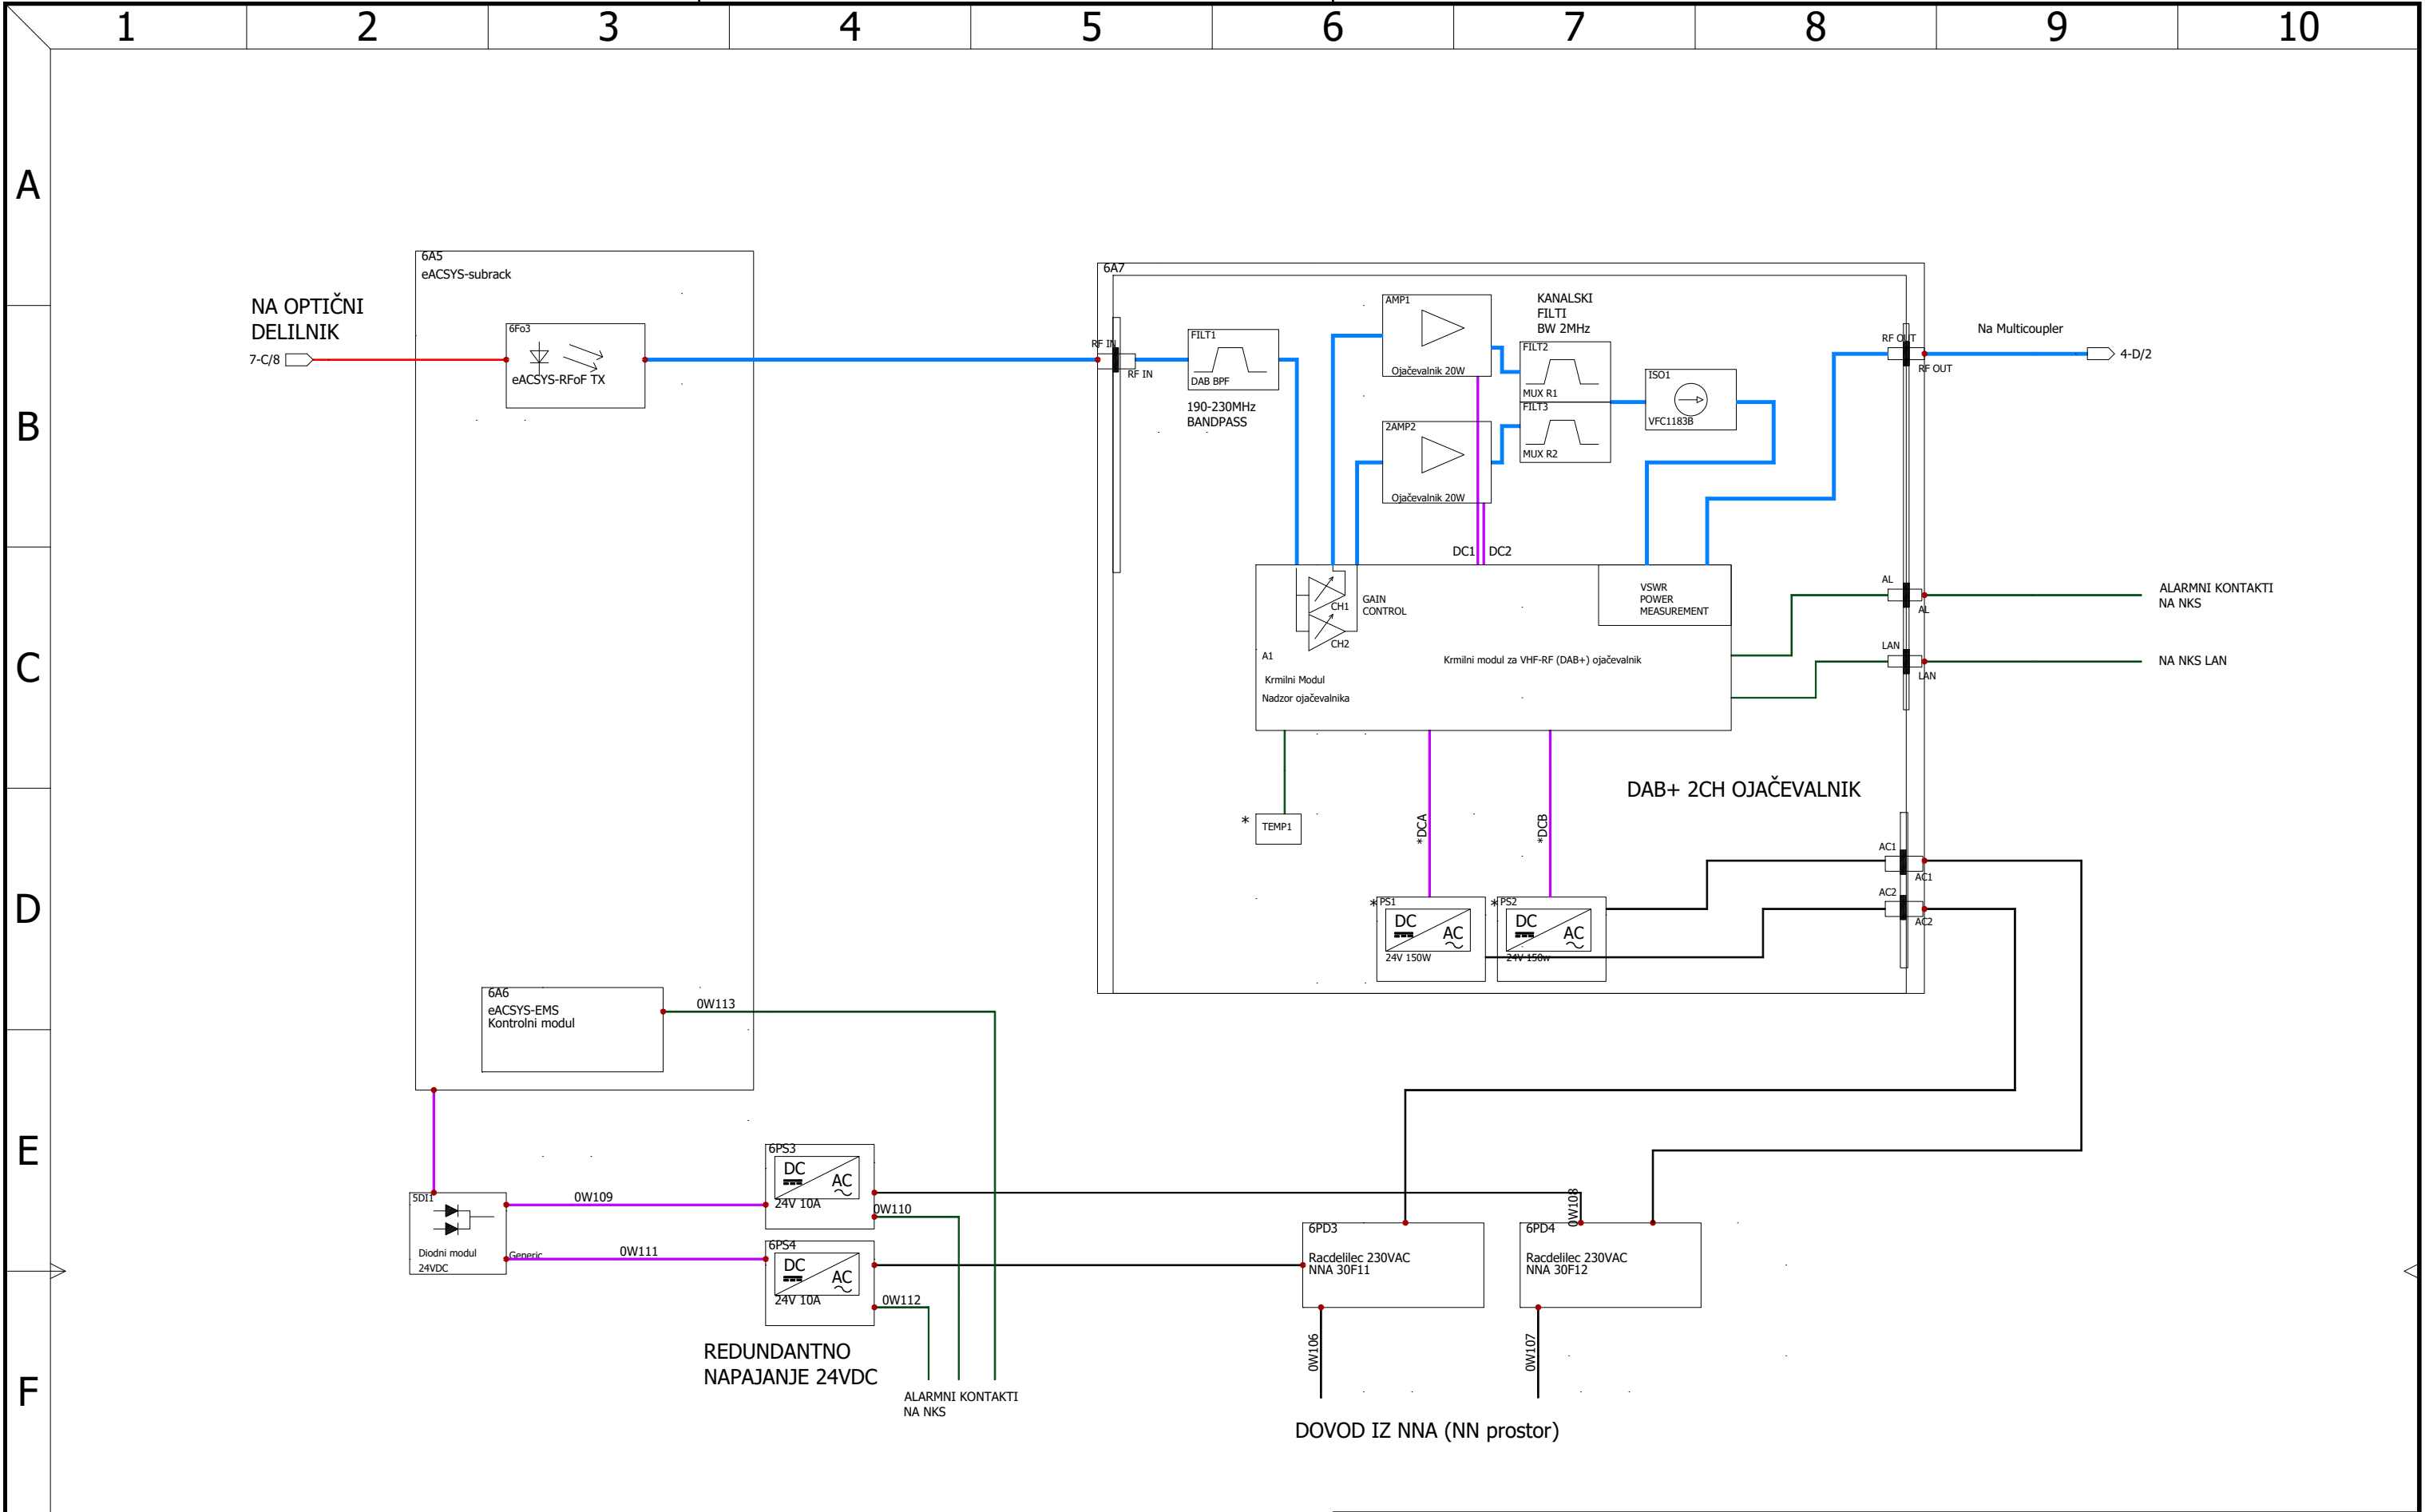 1 2 3 4 5 6 7 8 9 10
A
B
C
D
E
F
6A5
eACSYS-subrack
NA OPTIČNI
DELILNIK
7-C/8
6Fo3
eACSYS-RFoF TX
6A7
RF IN
RF IN
FILT1
DAB BPF
190-230MHz
BANDPASS
AMP1
Ojačevalnik 20W
2AMP2
Ojačevalnik 20W
KANALSKI
FILTI
BW 2MHz
FILT2
MUX R1
FILT3
MUX R2
ISO1
VFC1183B
RF OUT
RF OUT
Na Multicoupler
4-D/2
DC1
DC2
CH1
CH2
GAIN
CONTROL
VSWR
POWER
MEASUREMENT
A1
Krmilni Modul
Nadzor ojačevalnika
Krmilni modul za VHF-RF (DAB+) ojačevalnik
AL
AL
ALARMNI KONTAKTI
NA NKS
LAN
LAN
NA NKS LAN
DAB+ 2CH OJAČEVALNIK
*
TEMP1
*DCA
*DCB
*
PS1
DC
AC
24V 150W
*
PS2
DC
AC
24V 150w
AC1
AC1
AC2
AC2
6A6
eACSYS-EMS
Kontrolni modul
0W113
5DI1
Diodni modul
24VDC
Generic
0W109
0W111
6PS3
DC
AC
24V 10A
0W110
6PS4
DC
AC
24V 10A
0W112
REDUNDANTNO
NAPAJANJE 24VDC
ALARMNI KONTAKTI
NA NKS
0W108
6PD3
Racdelilec 230VAC
NNA 30F11
6PD4
Racdelilec 230VAC
NNA 30F12
0W106
0W107
DOVOD IZ NNA (NN prostor)